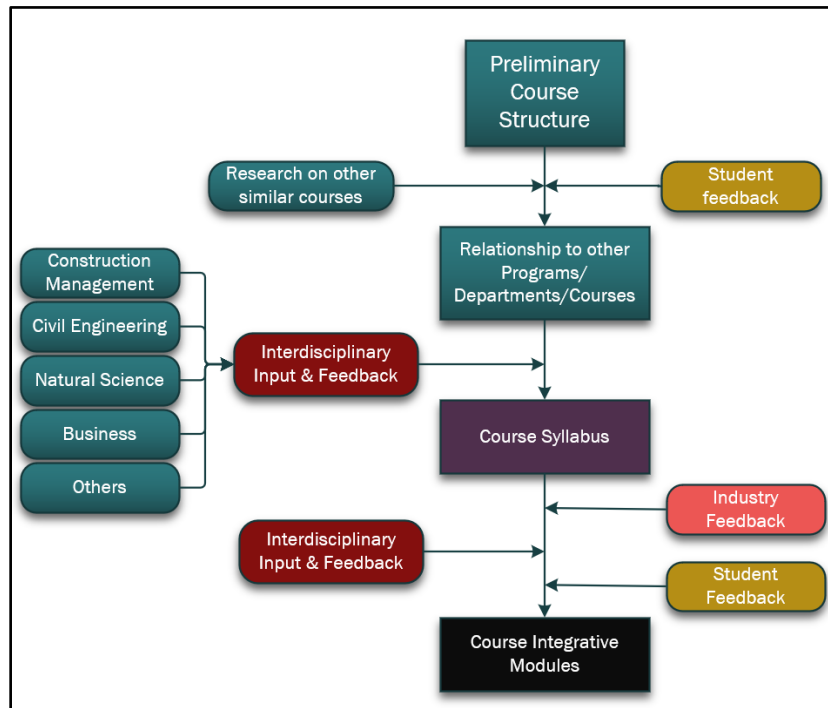 Preliminary
Course
Structure
Research on other
similar courses
Student
feedback
Relationship to other
Programs/
Departments/Courses
Construction
Management
Civil Engineering
Natural Science
Business
Others
Interdisciplinary
Input & Feedback
Course Syllabus
Industry
Feedback
Interdisciplinary
Input & Feedback
Student
Feedback
Course Integrative
Modules